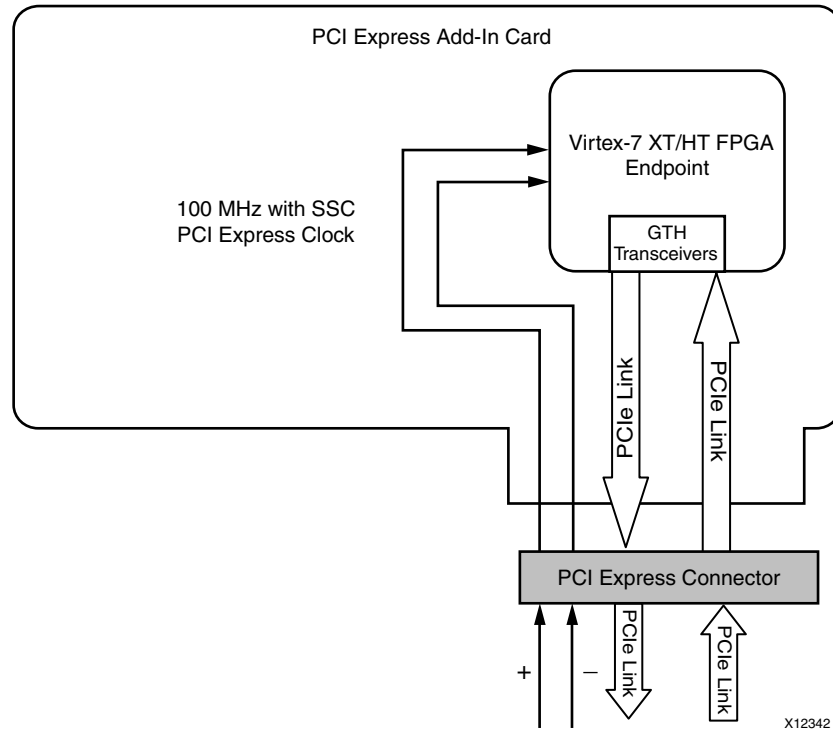 PCI Express Add-In Card
Virtex-7 XT/HT FPGA
Endpoint
100 MHz with SSC
PCI Express Clock
GTH
Transceivers
PCIe Link
PCIe Link
PCI Express Connector
+
–
PCIe Link
PCIe Link
X12342